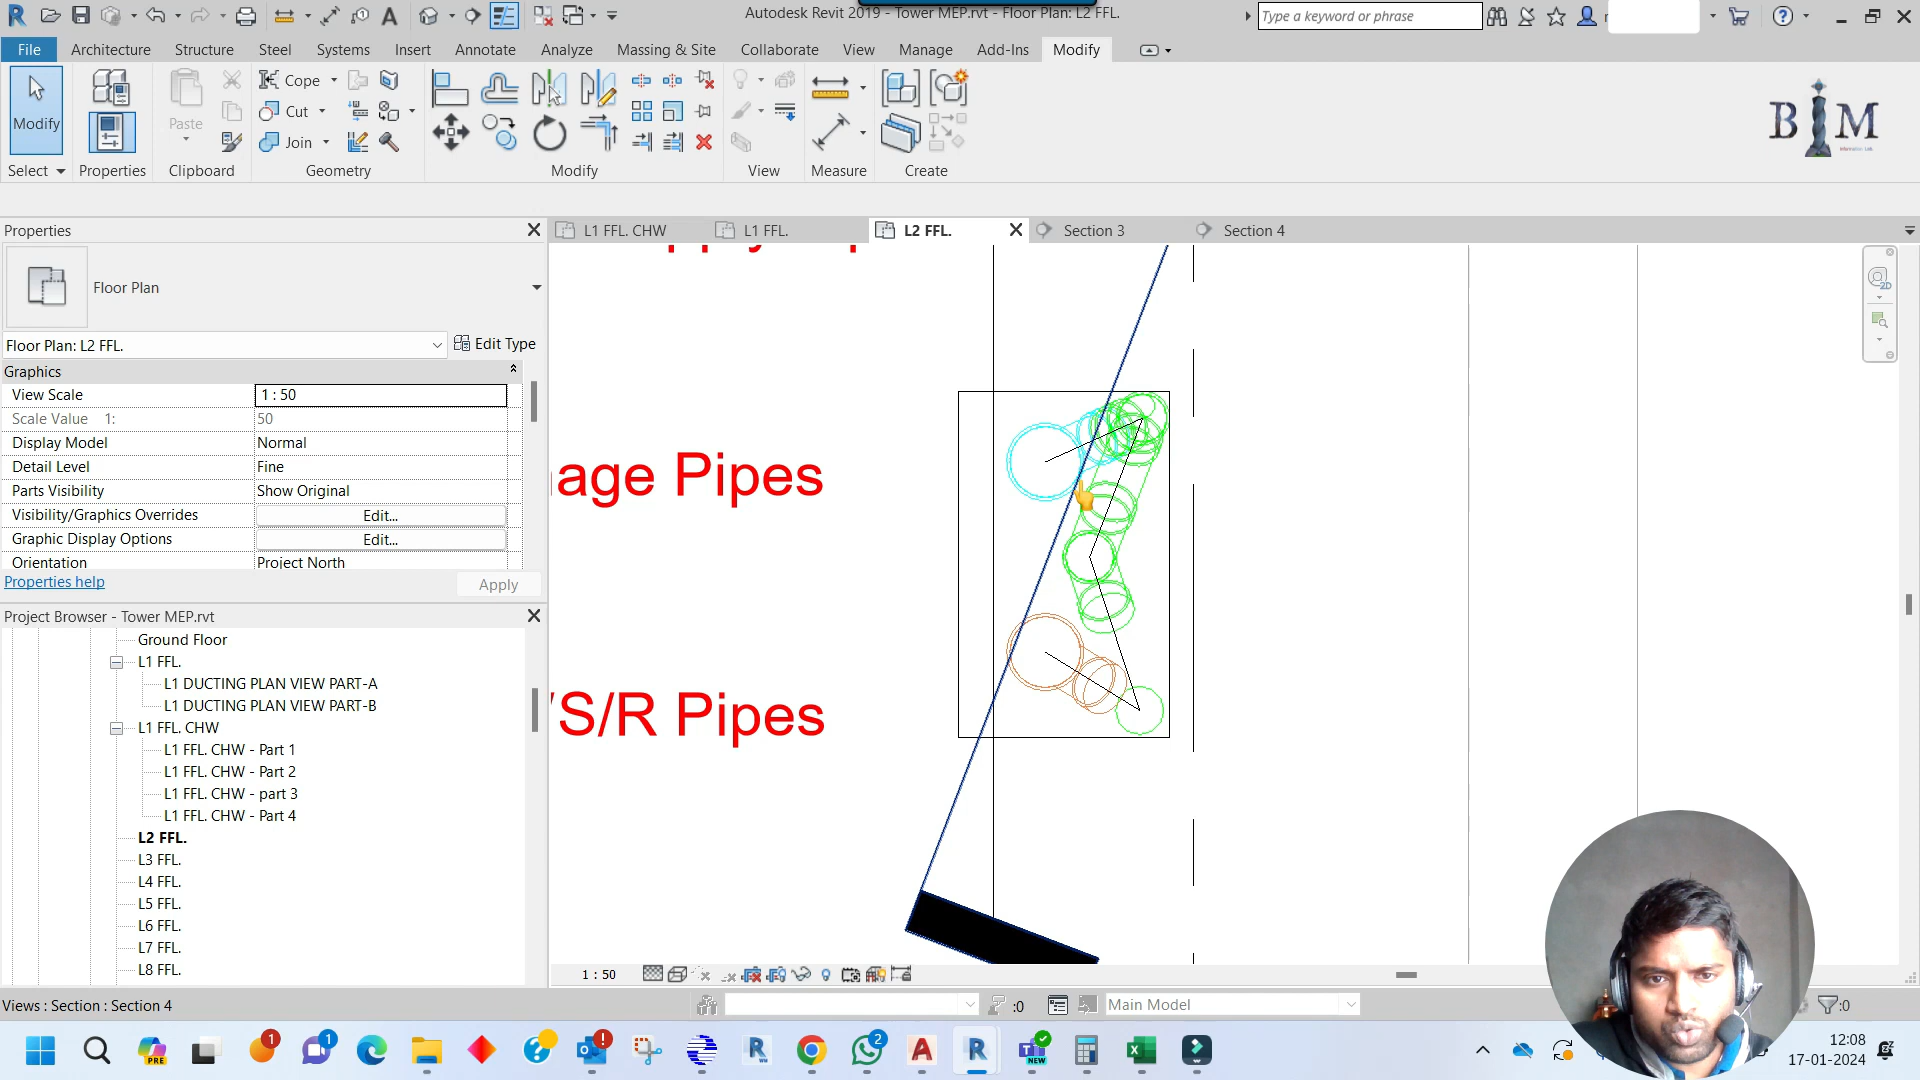 Autodesk Revit 2019 - Tower MEP.rvt - Floor Plan: L2 FFL.
Type a keyword or phrase
File Architecture Structure Steel Systems Insert Annotate Analyze Massing & Site Collaborate View Manage Add-Ins Modify
Modify
Paste
Cope
Cut
Join
Select Properties Clipboard Geometry Modify View Measure Create
BIM
Properties
L1 FFL. CHW L1 FFL. L2 FFL. Section 3 Section 4
Floor Plan
Floor Plan: L2 FFL. Edit Type
Graphics
View Scale 1 : 50
Scale Value 1: 50
Display Model Normal
Detail Level Fine
Parts Visibility Show Original
Visibility/Graphics Overrides Edit...
Graphic Display Options Edit...
Orientation Project North
Properties help Apply
Project Browser - Tower MEP.rvt
Ground Floor
L1 FFL.
L1 DUCTING PLAN VIEW PART-A
L1 DUCTING PLAN VIEW PART-B
L1 FFL. CHW
L1 FFL. CHW - Part 1
L1 FFL. CHW - Part 2
L1 FFL. CHW - part 3
L1 FFL. CHW - Part 4
L2 FFL.
L3 FFL.
L4 FFL.
L5 FFL.
L6 FFL.
L7 FFL.
L8 FFL.
age Pipes
S/R Pipes
1 : 50
Views : Section : Section 4
:0
Main Model
:0
12:08
17-01-2024